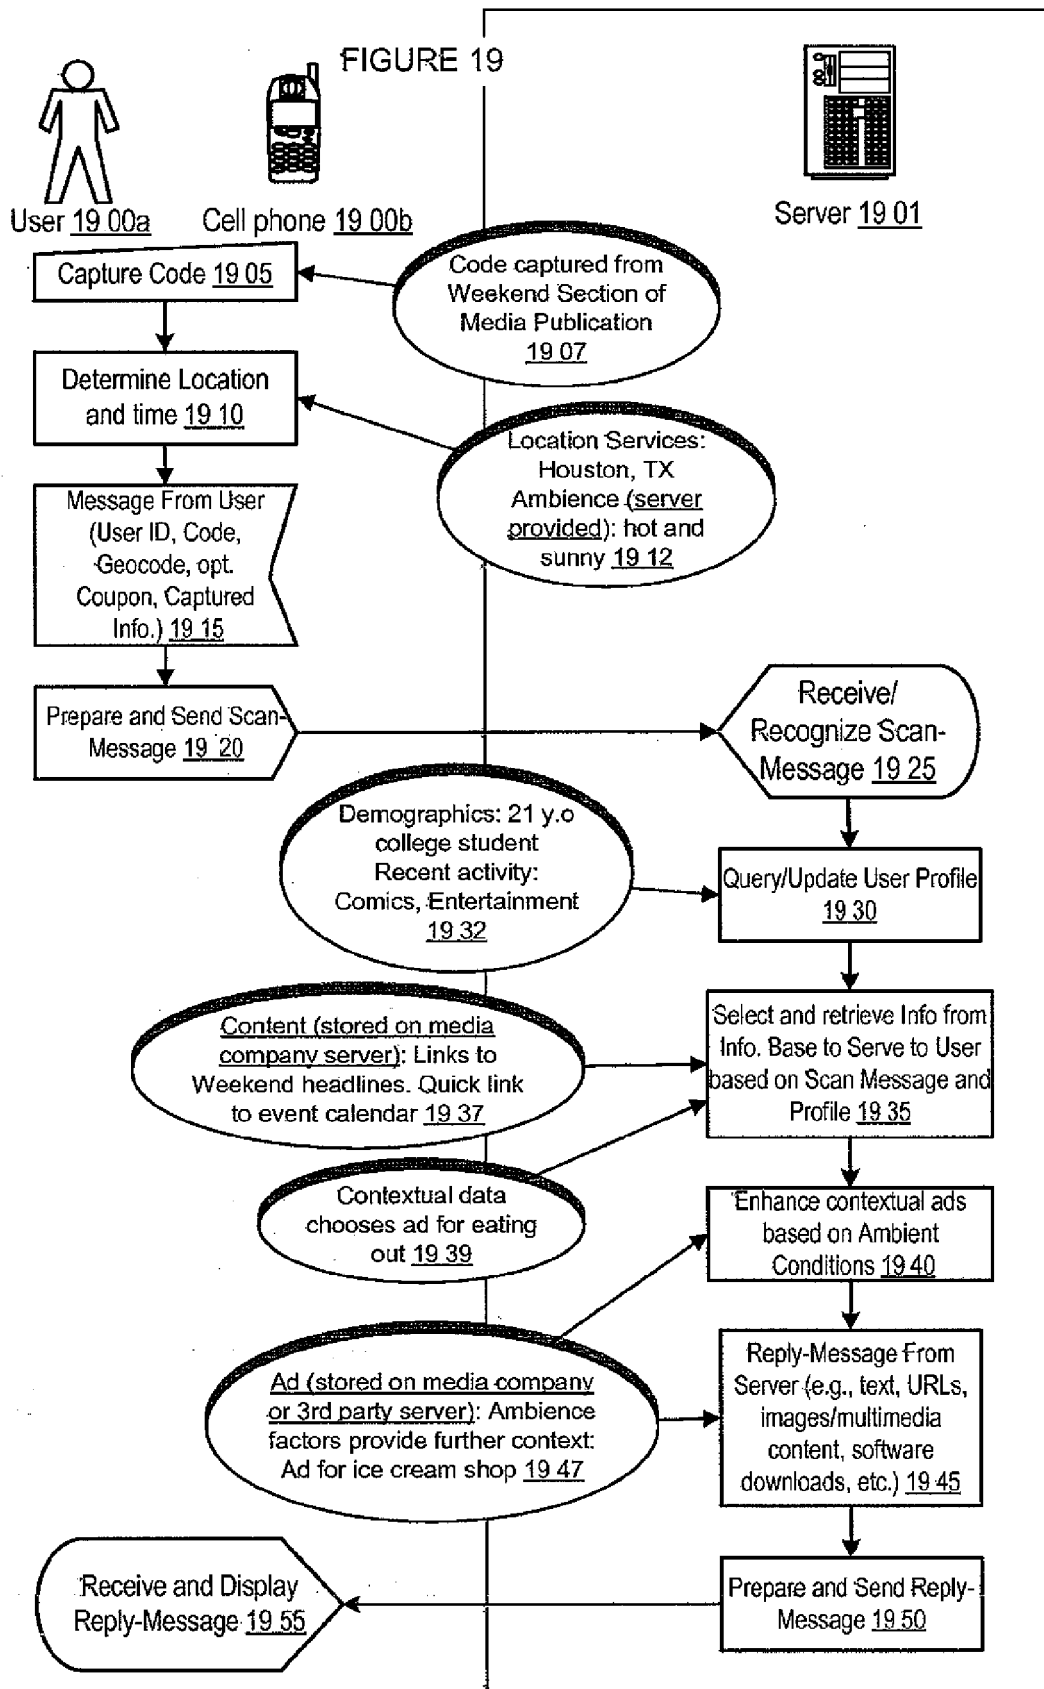 FIGURE 19
User 19 00a
Cell phone 19 00b
Server 19 01
Capture Code 19 05
Code captured from
Weekend Section of
Media Publication
19 07
Determine Location
and time 19 10
Location Services:
Houston, TX
Ambience (server
provided): hot and
sunny 19 12
Message From User
(User ID, Code,
Geocode, opt.
Coupon, Captured
Info.) 19 15
Prepare and Send Scan-
Message 19 20
Receive/
Recognize Scan-
Message 19 25
Demographics: 21 y.o
college student
Recent activity:
Comics, Entertainment
19 32
Query/Update User Profile
19 30
Content (stored on media
company server): Links to
Weekend headlines. Quick link
to event calendar 19 37
Select and retrieve Info from
Info. Base to Serve to User
based on Scan Message and
Profile 19 35
Contextual data
chooses ad for eating
out 19 39
Enhance contextual ads
based on Ambient
Conditions 19 40
Ad (stored on media company
or 3rd party server): Ambience
factors provide further context:
Ad for ice cream shop 19 47
Reply-Message From
Server (e.g., text, URLs,
images/multimedia
content, software
downloads, etc.) 19 45
Receive and Display
Reply-Message 19 55
Prepare and Send Reply-
Message 19 50